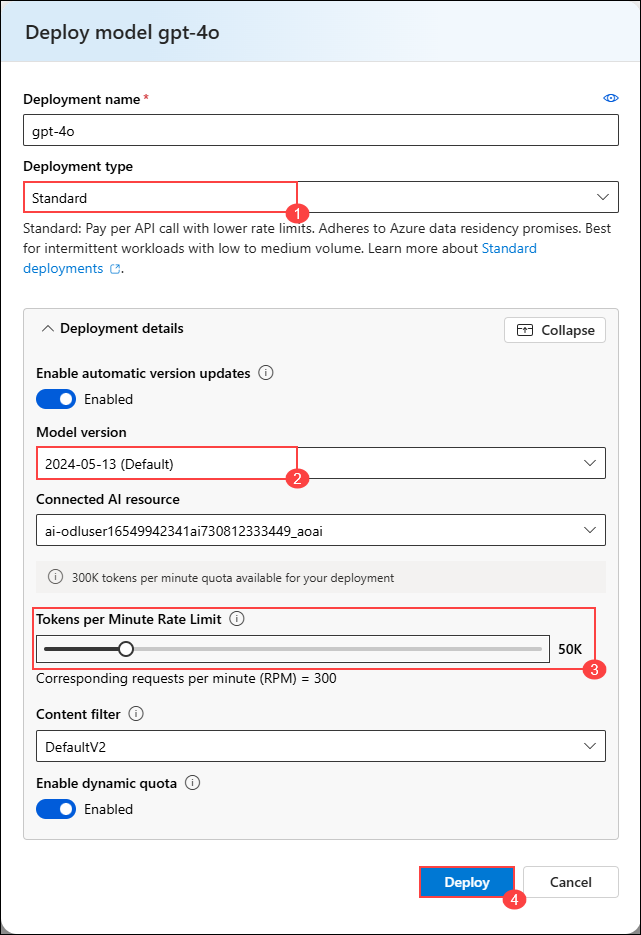 Deploy model gpt-4o
Deployment name *
gpt-4o
Deployment type
Standard
1
Standard: Pay per API call with lower rate limits. Adheres to Azure data residency promises. Best
for intermittent workloads with low to medium volume. Learn more about Standard
deployments .
Deployment details
Collapse
Enable automatic version updates
Enabled
Model version
2024-05-13 (Default)
2
Connected AI resource
ai-odluser16549942341ai730812333449_aoai
300K tokens per minute quota available for your deployment
Tokens per Minute Rate Limit
50K
3
Corresponding requests per minute (RPM) = 300
Content filter
DefaultV2
Enable dynamic quota
Enabled
Deploy
4
Cancel